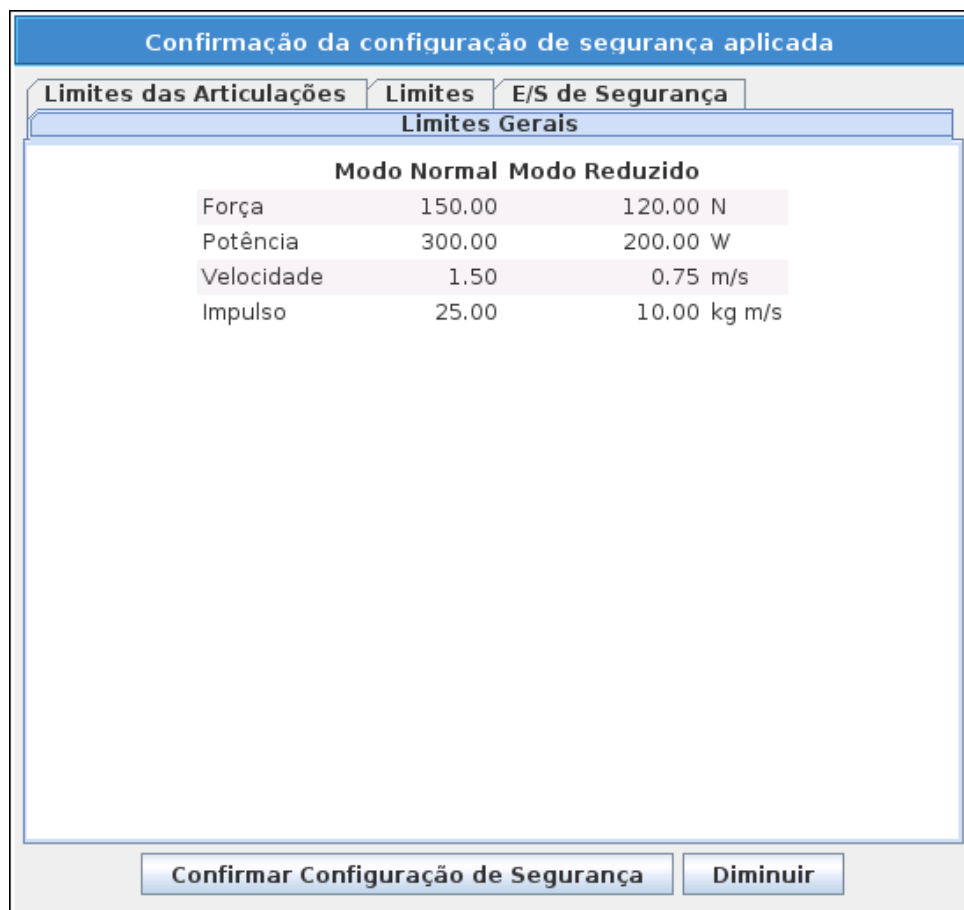 Confirmação da configuração de segurança aplicada
Limites das Articulações Limites E/S de Segurança
Limites Gerais
Modo Normal Modo Reduzido
Força 150.00 120.00 N
Potência 300.00 200.00 W
Velocidade 1.50 0.75 m/s
Impulso 25.00 10.00 kg m/s
Confirmar Configuração de Segurança Diminuir